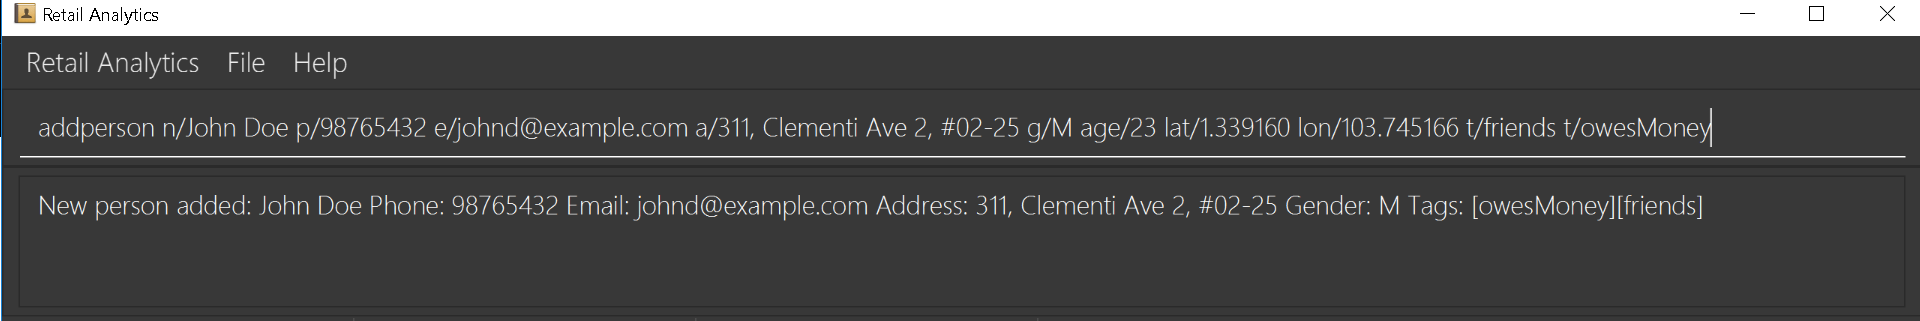 Retail Analytics
Retail Analytics File Help
addperson n/John Doe p/98765432 e/johnd@example.com a/311, Clementi Ave 2, #02-25 g/M age/23 lat/1.339160 lon/103.745166 t/friends t/owesMoney
New person added: John Doe Phone: 98765432 Email: johnd@example.com Address: 311, Clementi Ave 2, #02-25 Gender: M Tags: [owesMoney][friends]